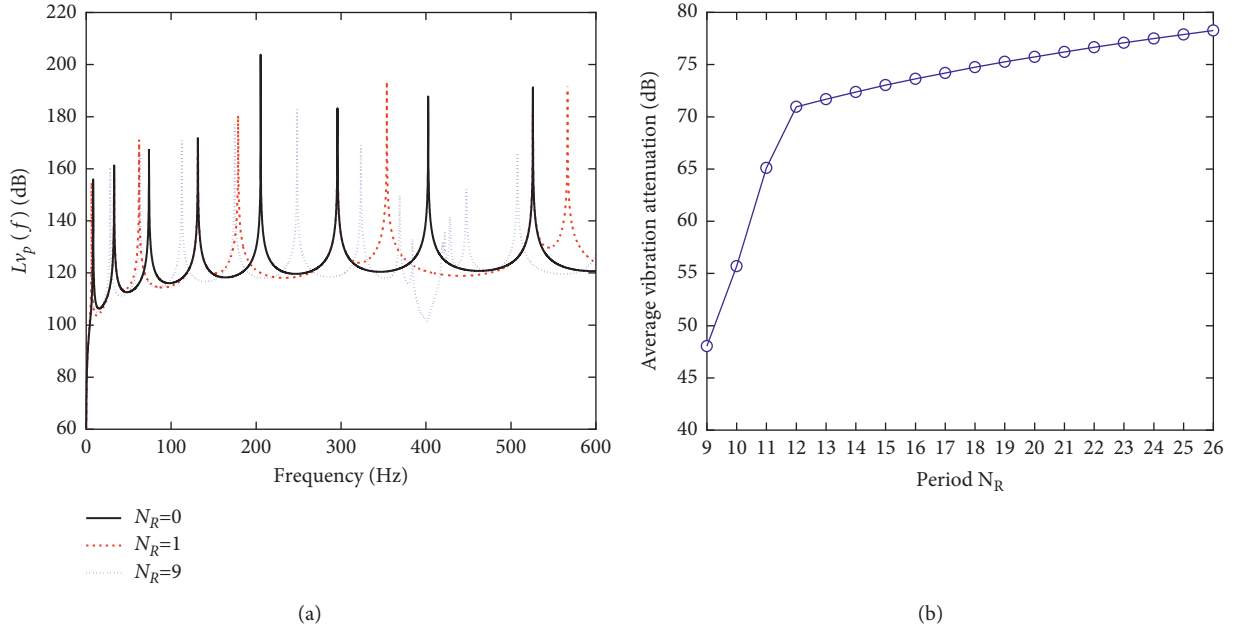 220
200
180
160
140
120
100
80
60
Lv_p (f) (dB)
0 100 200 300 400 500 600
Frequency (Hz)
N_R=0
N_R=1
N_R=9
(a)
80
75
70
65
60
55
50
45
40
Average vibration attenuation (dB)
9 10 11 12 13 14 15 16 17 18 19 20 21 22 23 24 25 26
Period N_R
(b)